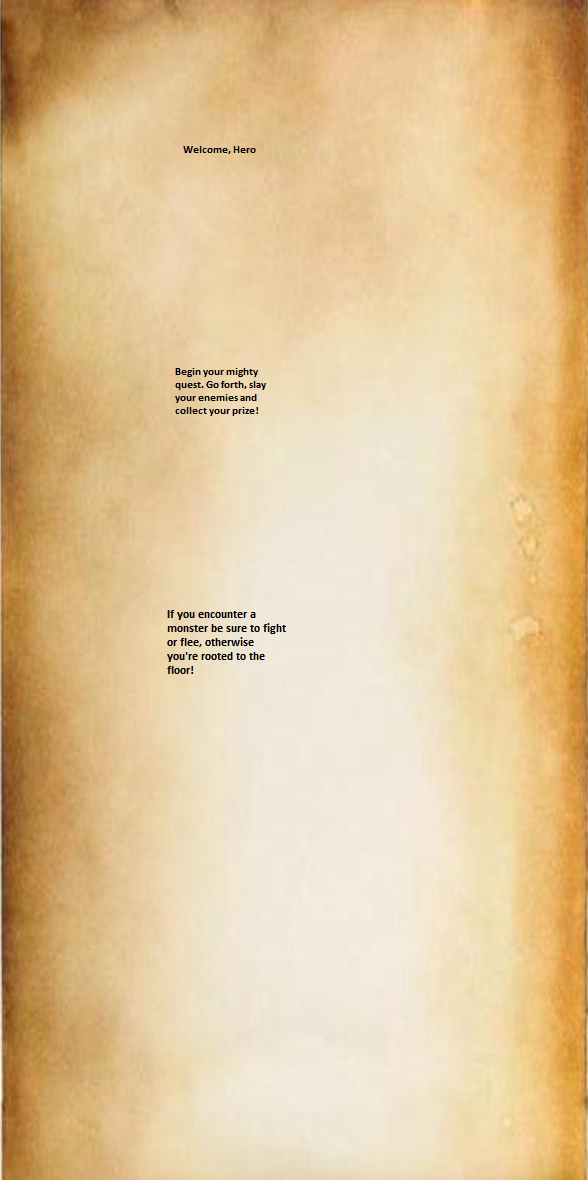 Welcome, Hero
Begin your mighty
quest. Go forth, slay
your enemies and
collect your prize!
If you encounter a
monster be sure to fight
or flee, otherwise
you're rooted to the
floor!